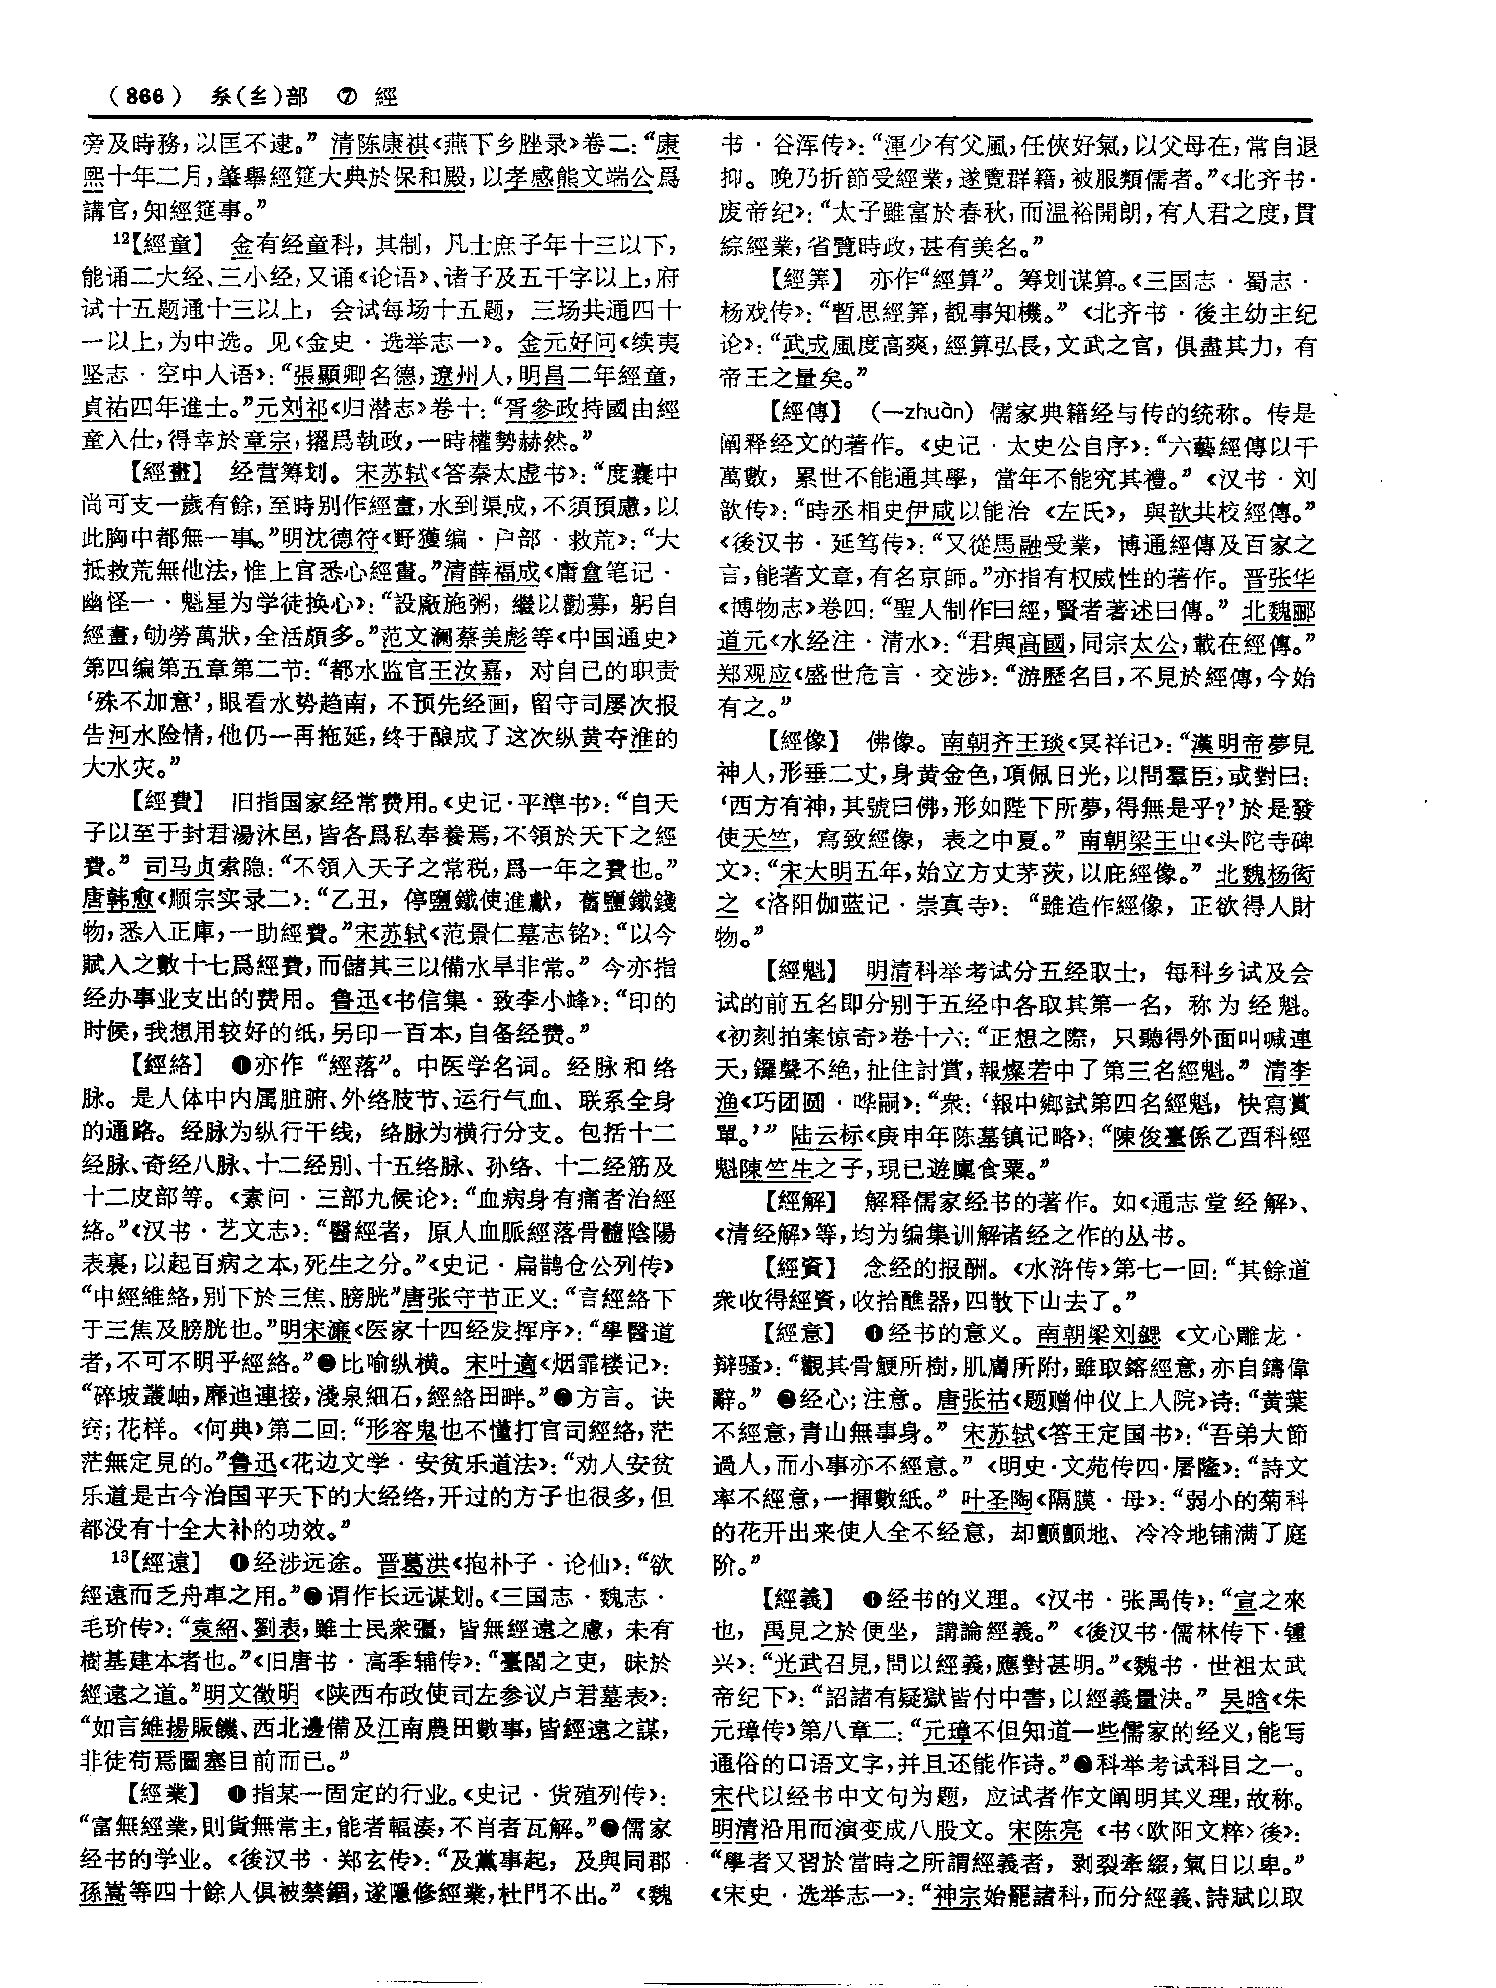 （866） 糸（纟）部 ⑦ 經
旁及時務，以匡不逮。”清陈康祺《燕下乡脞录》卷二：“康
熙十年二月，肇舉經筵大典於保和殿，以孝感熊文端公爲
講官，知經筵事。”
12【經童】 金有经童科，其制，凡士庶子年十三以下，
能诵二大经、三小经，又诵《论语》、诸子及五千字以上，府
试十五题通十三以上，会试每场十五题，三场共通四十
一以上，为中选。见《金史·选举志一》。金元好问《续夷
坚志·空中人语》：“張顯卿名德，遼州人，明昌二年經童，
貞祐四年進士。”元刘祁《归潜志》卷十：“胥參政持國由經
童入仕，得幸於章宗，擢爲執政，一時權勢赫然。”
【經畫】 经营筹划。宋苏轼《答秦太虚书》：“度囊中
尚可支一歲有餘，至時别作經畫，水到渠成，不須預慮，以
此胸中都無一事。”明沈德符《野獲编·户部·救荒》：“大
抵救荒無他法，惟上官悉心經畫。”清薛福成《庸盦笔记·
幽怪一·魁星为学徒换心》：“設廠施粥，繼以勸募，躬自
經畫，劬勞萬狀，全活頗多。”范文澜蔡美彪等《中国通史》
第四编第五章第二节：“都水监官王汝嘉，对自己的职责
‘殊不加意’，眼看水势趋南，不预先经画，留守司屡次报
告河水险情，他仍一再拖延，终于酿成了这次纵黄夺淮的
大水灾。”
【經費】 旧指国家经常费用。《史记·平準书》：“自天
子以至于封君湯沐邑，皆各爲私奉養焉，不領於天下之經
費。”司马贞索隐：“不領入天子之常税，爲一年之費也。”
唐韩愈《顺宗实录二》：“乙丑，停鹽鐵使進獻，舊鹽鐵錢
物，悉入正庫，一助經費。”宋苏轼《范景仁墓志铭》：“以今
賦入之數十七爲經費，而儲其三以備水旱非常。”今亦指
经办事业支出的费用。鲁迅《书信集·致李小峰》：“印的
时候，我想用较好的纸，另印一百本，自备经费。”
【經絡】 ❶亦作“經落”。中医学名词。经脉和络
脉。是人体中内属脏腑、外络肢节、运行气血、联系全身
的通路。经脉为纵行干线，络脉为横行分支。包括十二
经脉、奇经八脉、十二经别、十五络脉、孙络、十二经筋及
十二皮部等。《素问·三部九候论》：“血病身有痛者治經
絡。”《汉书·艺文志》：“醫經者，原人血脈經落骨髓陰陽
表裏，以起百病之本，死生之分。”《史记·扁鹊仓公列传》
“中經維絡，别下於三焦、膀胱”唐张守节正义：“言經絡下
于三焦及膀胱也。”明宋濂《医家十四经发挥序》：“學醫道
者，不可不明乎經絡。”❷比喻纵横。宋叶適《烟霏楼记》：
“碎坡叢岫，靡迆連接，淺泉細石，經絡田畔。”❸方言。诀
窍；花样。《何典》第二回：“形容鬼也不懂打官司經絡，茫
茫無定見的。”鲁迅《花边文学·安贫乐道法》：“劝人安贫
乐道是古今治国平天下的大经络，开过的方子也很多，但
都没有十全大补的功效。”
13【經遠】 ❶经涉远途。晋葛洪《抱朴子·论仙》：“欲
經遠而乏舟車之用。”❷谓作长远谋划。《三国志·魏志·
毛玠传》：“袁紹、劉表，雖士民衆彊，皆無經遠之慮，未有
樹基建本者也。”《旧唐书·高季辅传》：“臺閣之吏，昧於
經遠之道。”明文徵明《陕西布政使司左参议卢君墓表》：
“如言維揚賑饑、西北邊備及江南農田數事，皆經遠之謀，
非徒苟焉圖塞目前而已。”
【經業】 ❶指某一固定的行业。《史记·货殖列传》：
“富無經業，則貨無常主，能者輻湊，不肖者瓦解。”❷儒家
经书的学业。《後汉书·郑玄传》：“及黨事起，及與同郡
孫嵩等四十餘人俱被禁錮，遂隱修經業，杜門不出。”《魏
书·谷浑传》：“渾少有父風，任俠好氣，以父母在，常自退
抑。晚乃折節受經業，遂覽群籍，被服類儒者。”《北齐书·
废帝纪》：“太子雖富於春秋，而温裕開朗，有人君之度，貫
綜經業，省覽時政，甚有美名。”
【經筭】 亦作“經算”。筹划谋算。《三国志·蜀志·
杨戏传》：“暫思經筭，覩事知機。”《北齐书·後主幼主纪
论》：“武成風度高爽，經算弘長，文武之官，俱盡其力，有
帝王之量矣。”
【經傳】 （—zhuàn）儒家典籍经与传的统称。传是
阐释经文的著作。《史记·太史公自序》：“六藝經傳以千
萬數，累世不能通其學，當年不能究其禮。”《汉书·刘
歆传》：“時丞相史伊咸以能治《左氏》，與歆共校經傳。”
《後汉书·延笃传》：“又從馬融受業，博通經傳及百家之
言，能著文章，有名京師。”亦指有权威性的著作。晋张华
《博物志》卷四：“聖人制作曰經，賢者著述曰傳。”北魏郦
道元《水经注·清水》：“君與高國，同宗太公，載在經傳。”
郑观应《盛世危言·交涉》：“游歷名目，不見於經傳，今始
有之。”
【經像】 佛像。南朝齐王琰《冥祥记》：“漢明帝夢見
神人，形垂二丈，身黄金色，項佩日光，以問羣臣，或對曰：
‘西方有神，其號曰佛，形如陛下所夢，得無是乎？’於是發
使天竺，寫致經像，表之中夏。”南朝梁王屮《头陀寺碑
文》：“宋大明五年，始立方丈茅茨，以庇經像。”北魏杨衒
之《洛阳伽蓝记·崇真寺》：“雖造作經像，正欲得人財
物。”
【經魁】 明清科举考试分五经取士，每科乡试及会
试的前五名即分别于五经中各取其第一名，称为经魁。
《初刻拍案惊奇》卷十六：“正想之際，只聽得外面叫喊連
天，鑼聲不绝，扯住討賞，報燦若中了第三名經魁。”清李
渔《巧团圆·哗嗣》：“衆：‘報中鄉試第四名經魁，快寫賞
單。’”陆云标《庚申年陈墓镇记略》：“陳俊臺係乙酉科經
魁陳竺生之子，現已遊廩食粟。”
【經解】 解释儒家经书的著作。如《通志堂经解》、
《清经解》等，均为编集训解诸经之作的丛书。
【經資】 念经的报酬。《水浒传》第七一回：“其餘道
衆收得經資，收拾醮器，四散下山去了。”
【經意】 ❶经书的意义。南朝梁刘勰《文心雕龙·
辩骚》：“觀其骨鯁所樹，肌膚所附，雖取鎔經意，亦自鑄偉
辭。”❷经心；注意。唐张祜《题赠仲仪上人院》诗：“黄葉
不經意，青山無事身。”宋苏轼《答王定国书》：“吾弟大節
過人，而小事亦不經意。”《明史·文苑传四·屠隆》：“詩文
率不經意，一揮數紙。”叶圣陶《隔膜·母》：“弱小的菊科
的花开出来使人全不经意，却颤颤地、冷冷地铺满了庭
阶。”
【經義】 ❶经书的义理。《汉书·张禹传》：“宣之來
也，禹見之於便坐，講論經義。”《後汉书·儒林传下·锺
兴》：“光武召見，問以經義，應對甚明。”《魏书·世祖太武
帝纪下》：“詔諸有疑獄皆付中書，以經義量決。”吴晗《朱
元璋传》第八章二：“元璋不但知道一些儒家的经义，能写
通俗的口语文字，并且还能作诗。”❷科举考试科目之一。
宋代以经书中文句为题，应试者作文阐明其义理，故称。
明清沿用而演变成八股文。宋陈亮《书〈欧阳文粹〉後》：
“學者又習於當時之所謂經義者，剥裂牽綴，氣日以卑。”
《宋史·选举志一》：“神宗始罷諸科，而分經義、詩賦以取